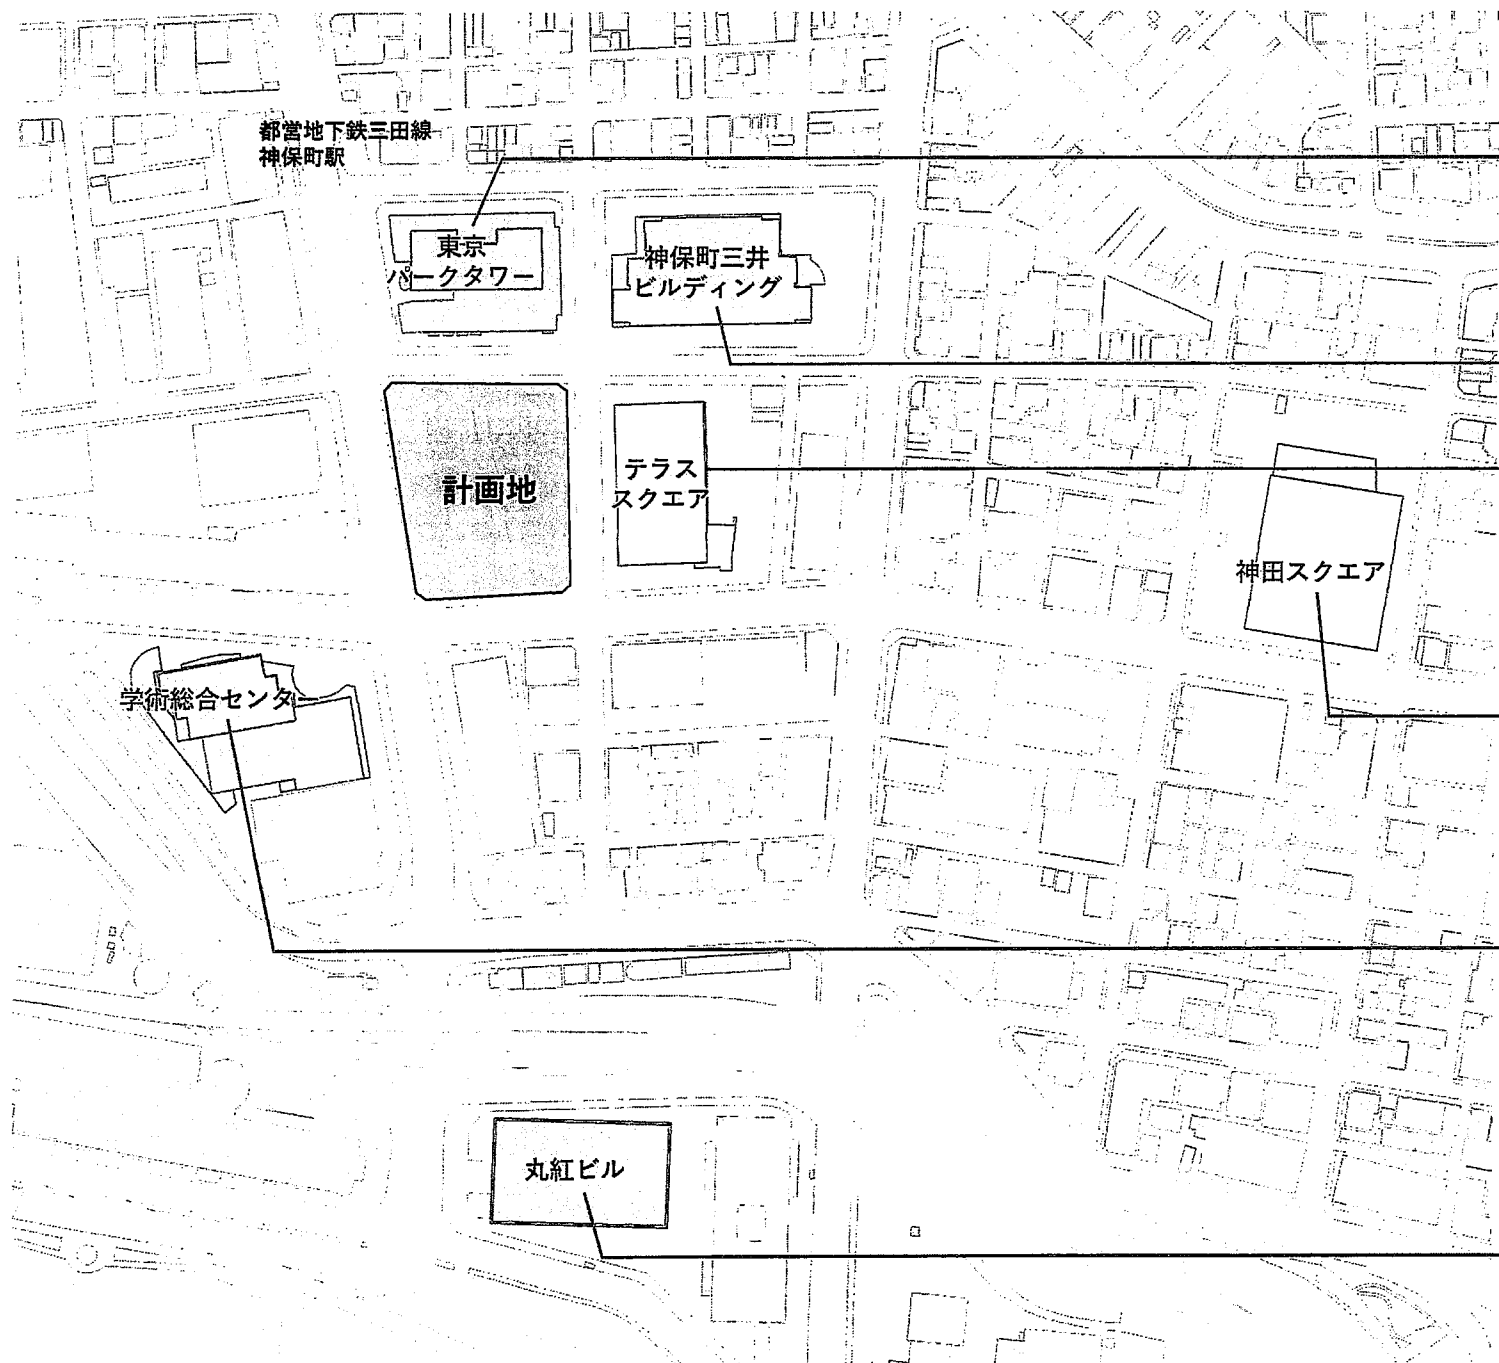 都営地下鉄三田線
神保町駅
東京
パークタワー
神保町三井
ビルディング
計画地
テラス
スクエア
神田スクエア
学術総合センター
丸紅ビル